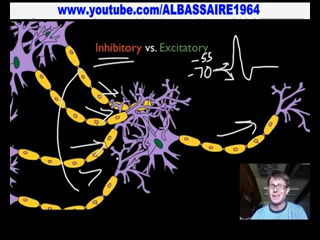 www.youtube.com/ALBASSAIRE1964
Inhibitory vs. Excitatory
-55
-70